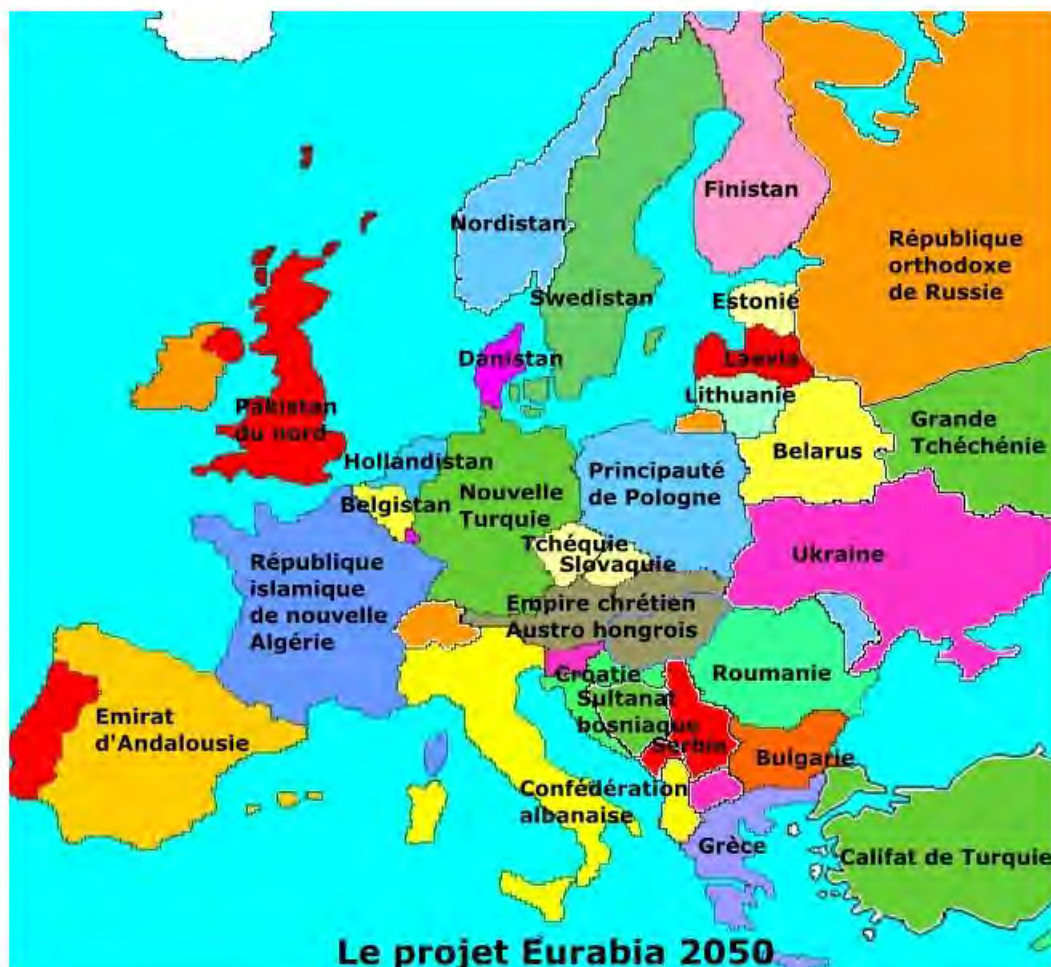 Finistan
Nordistan
République
orthodoxe
de Russie
Swedistan
Estonie
Danistan
Lithuanie
Pakistan
du nord
Grande
Tchéchénie
Belarus
Hollandistan
Principauté
de Pologne
Belgistan
Nouvelle
Turquie
Tchéquie
Slovaquie
Ukraine
République
islamique
de nouvelle
Algérie
Empire chrétien
Austro hongrois
Croatie
Roumanie
Sultanat
bosniaque
Emirat
d'Andalousie
Bulgarie
Confédération
albanaise
Grèce
Califat de Turquie
Le projet Eurabia 2050